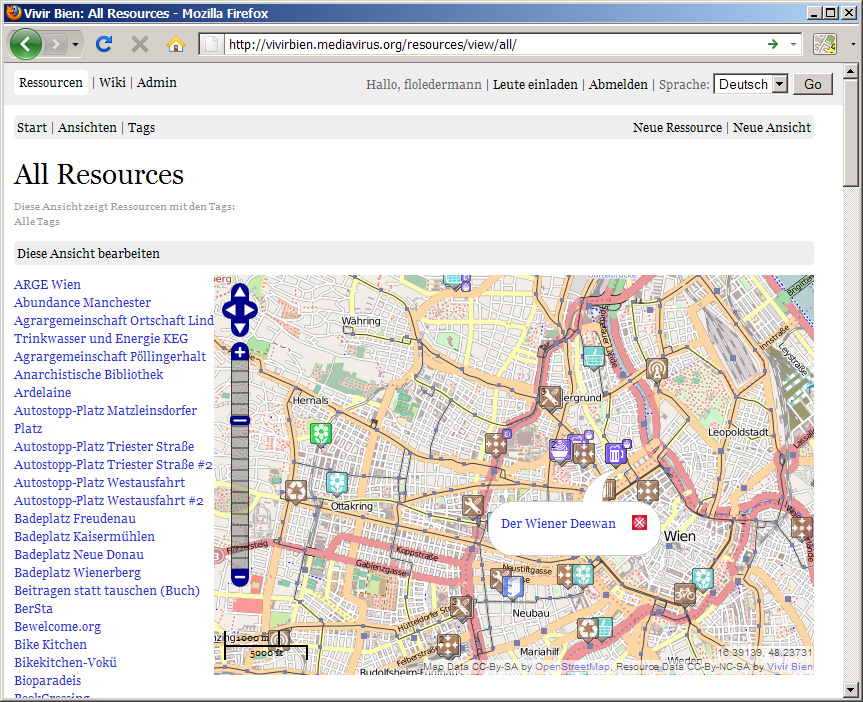 Vivir Bien: All Resources - Mozilla Firefox
http://vivirbien.mediavirus.org/resources/view/all/
Ressourcen | Wiki | Admin
Hallo, floledermann | Leute einladen | Abmelden | Sprache: Deutsch Go
Start | Ansichten | Tags
Neue Ressource | Neue Ansicht
All Resources
Diese Ansicht zeigt Ressourcen mit den Tags:
Alle Tags
Diese Ansicht bearbeiten
ARGE Wien
Abundance Manchester
Agrargemeinschaft Ortschaft Lind
Trinkwasser und Energie KEG
Agrargemeinschaft Pöllingerhalt
Anarchistische Bibliothek
Ardelaine
Autostopp-Platz Matzleinsdorfer
Platz
Autostopp-Platz Triester Straße
Autostopp-Platz Triester Straße #2
Autostopp-Platz Westausfahrt
Autostopp-Platz Westausfahrt #2
Badeplatz Freudenau
Badeplatz Kaisermühlen
Badeplatz Neue Donau
Badeplatz Wienerberg
Beitragen statt tauschen (Buch)
BerSta
Bewelcome.org
Bike Kitchen
Bikekitchen-Vokü
Bioparadeis
BookCrossing
Währing
Hernals
ergrund
Leopoldstadt
Innstraße
Leystraße
Ottakring
Der Wiener Deewan
Wien
Koppstraße
Gablenzgasse
Neustiftgasse
Neubau
Hütteldorfer
Mariahilf
Felberstraße
Wieden
1000 m
5000 ft
16.39139, 48.23731
Map Data CC-By-SA by OpenStreetMap, Resource Data CC-By-NC-SA by Vivir Bien